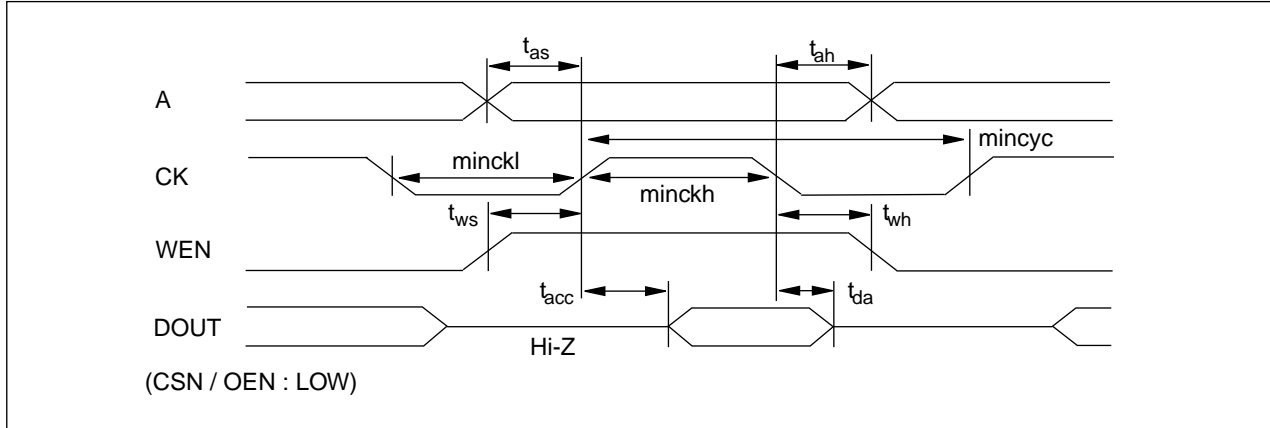 tas
tah
A
mincyc
minckl
CK
minckh
tws
twh
WEN
tacc
tda
DOUT
Hi-Z
(CSN / OEN : LOW)